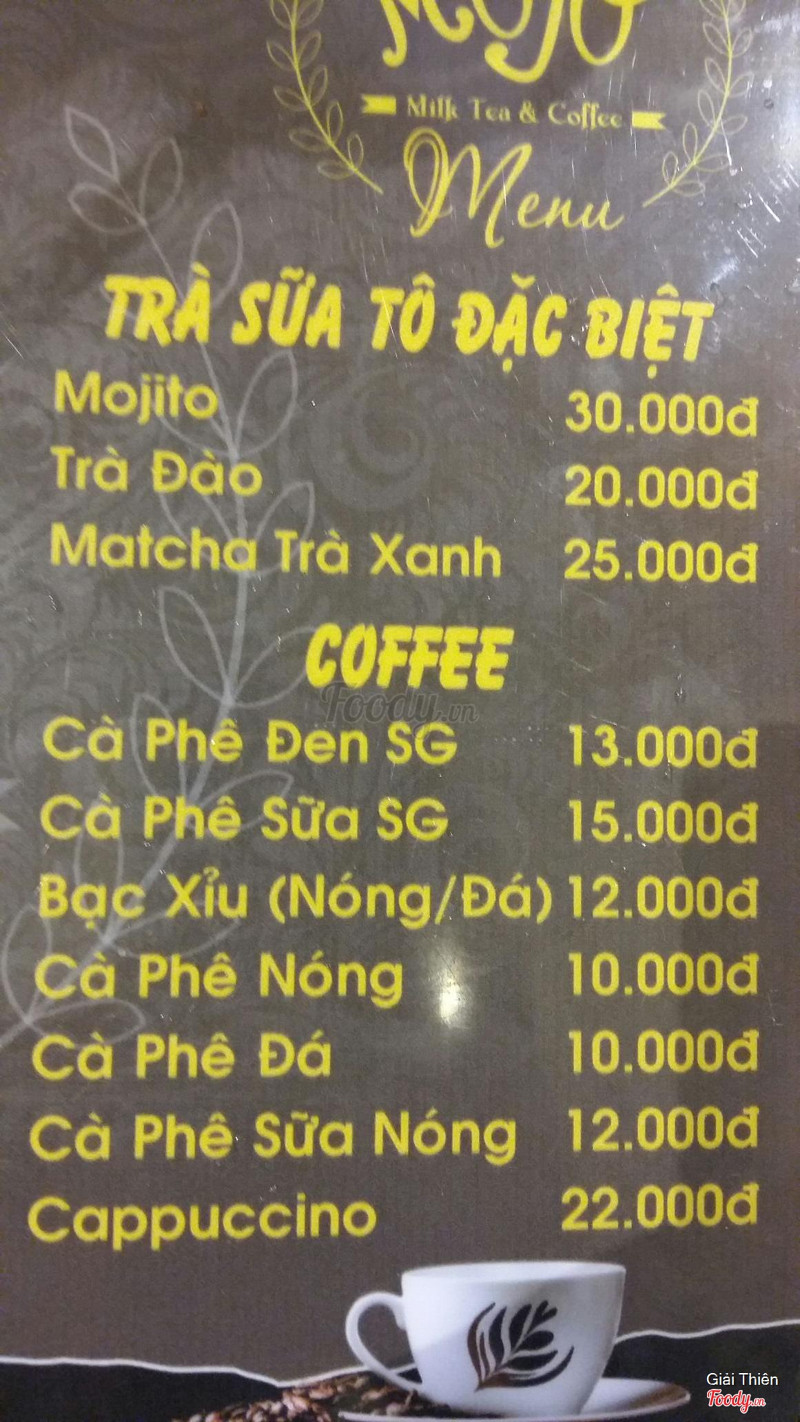 MOJO
Milk Tea & Coffee
Menu
TRÀ SỮA TÔ ĐẶC BIỆT
Mojito 30.000đ
Trà Đào 20.000đ
Matcha Trà Xanh 25.000đ
COFFEE
Foody.vn
Cà Phê Đen SG 13.000đ
Cà Phê Sữa SG 15.000đ
Bạc Xỉu (Nóng/Đá) 12.000đ
Cà Phê Nóng 10.000đ
Cà Phê Đá 10.000đ
Cà Phê Sữa Nóng 12.000đ
Cappuccino 22.000đ
Giải Thiên
Foody.vn